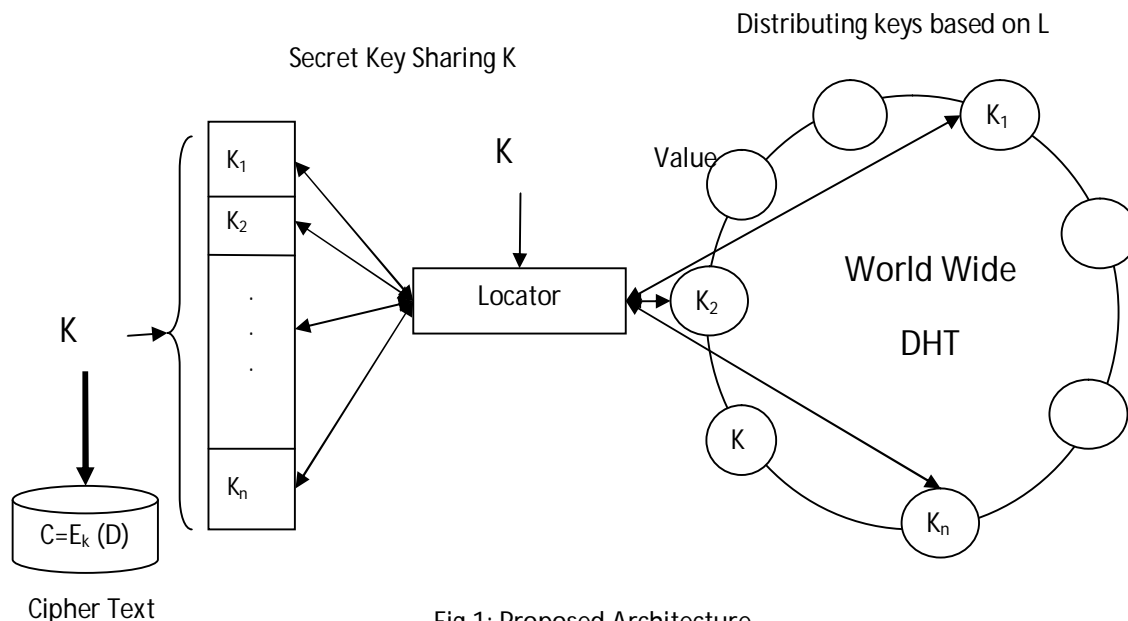 Distributing keys based on L
Secret Key Sharing K
K₁
K₂
.
.
.
Kₙ
K
C=Eₖ (D)
Cipher Text
K
Locator
Value
K₁
K₂
K
Kₙ
World Wide
DHT
Fig 1: Proposed Architecture